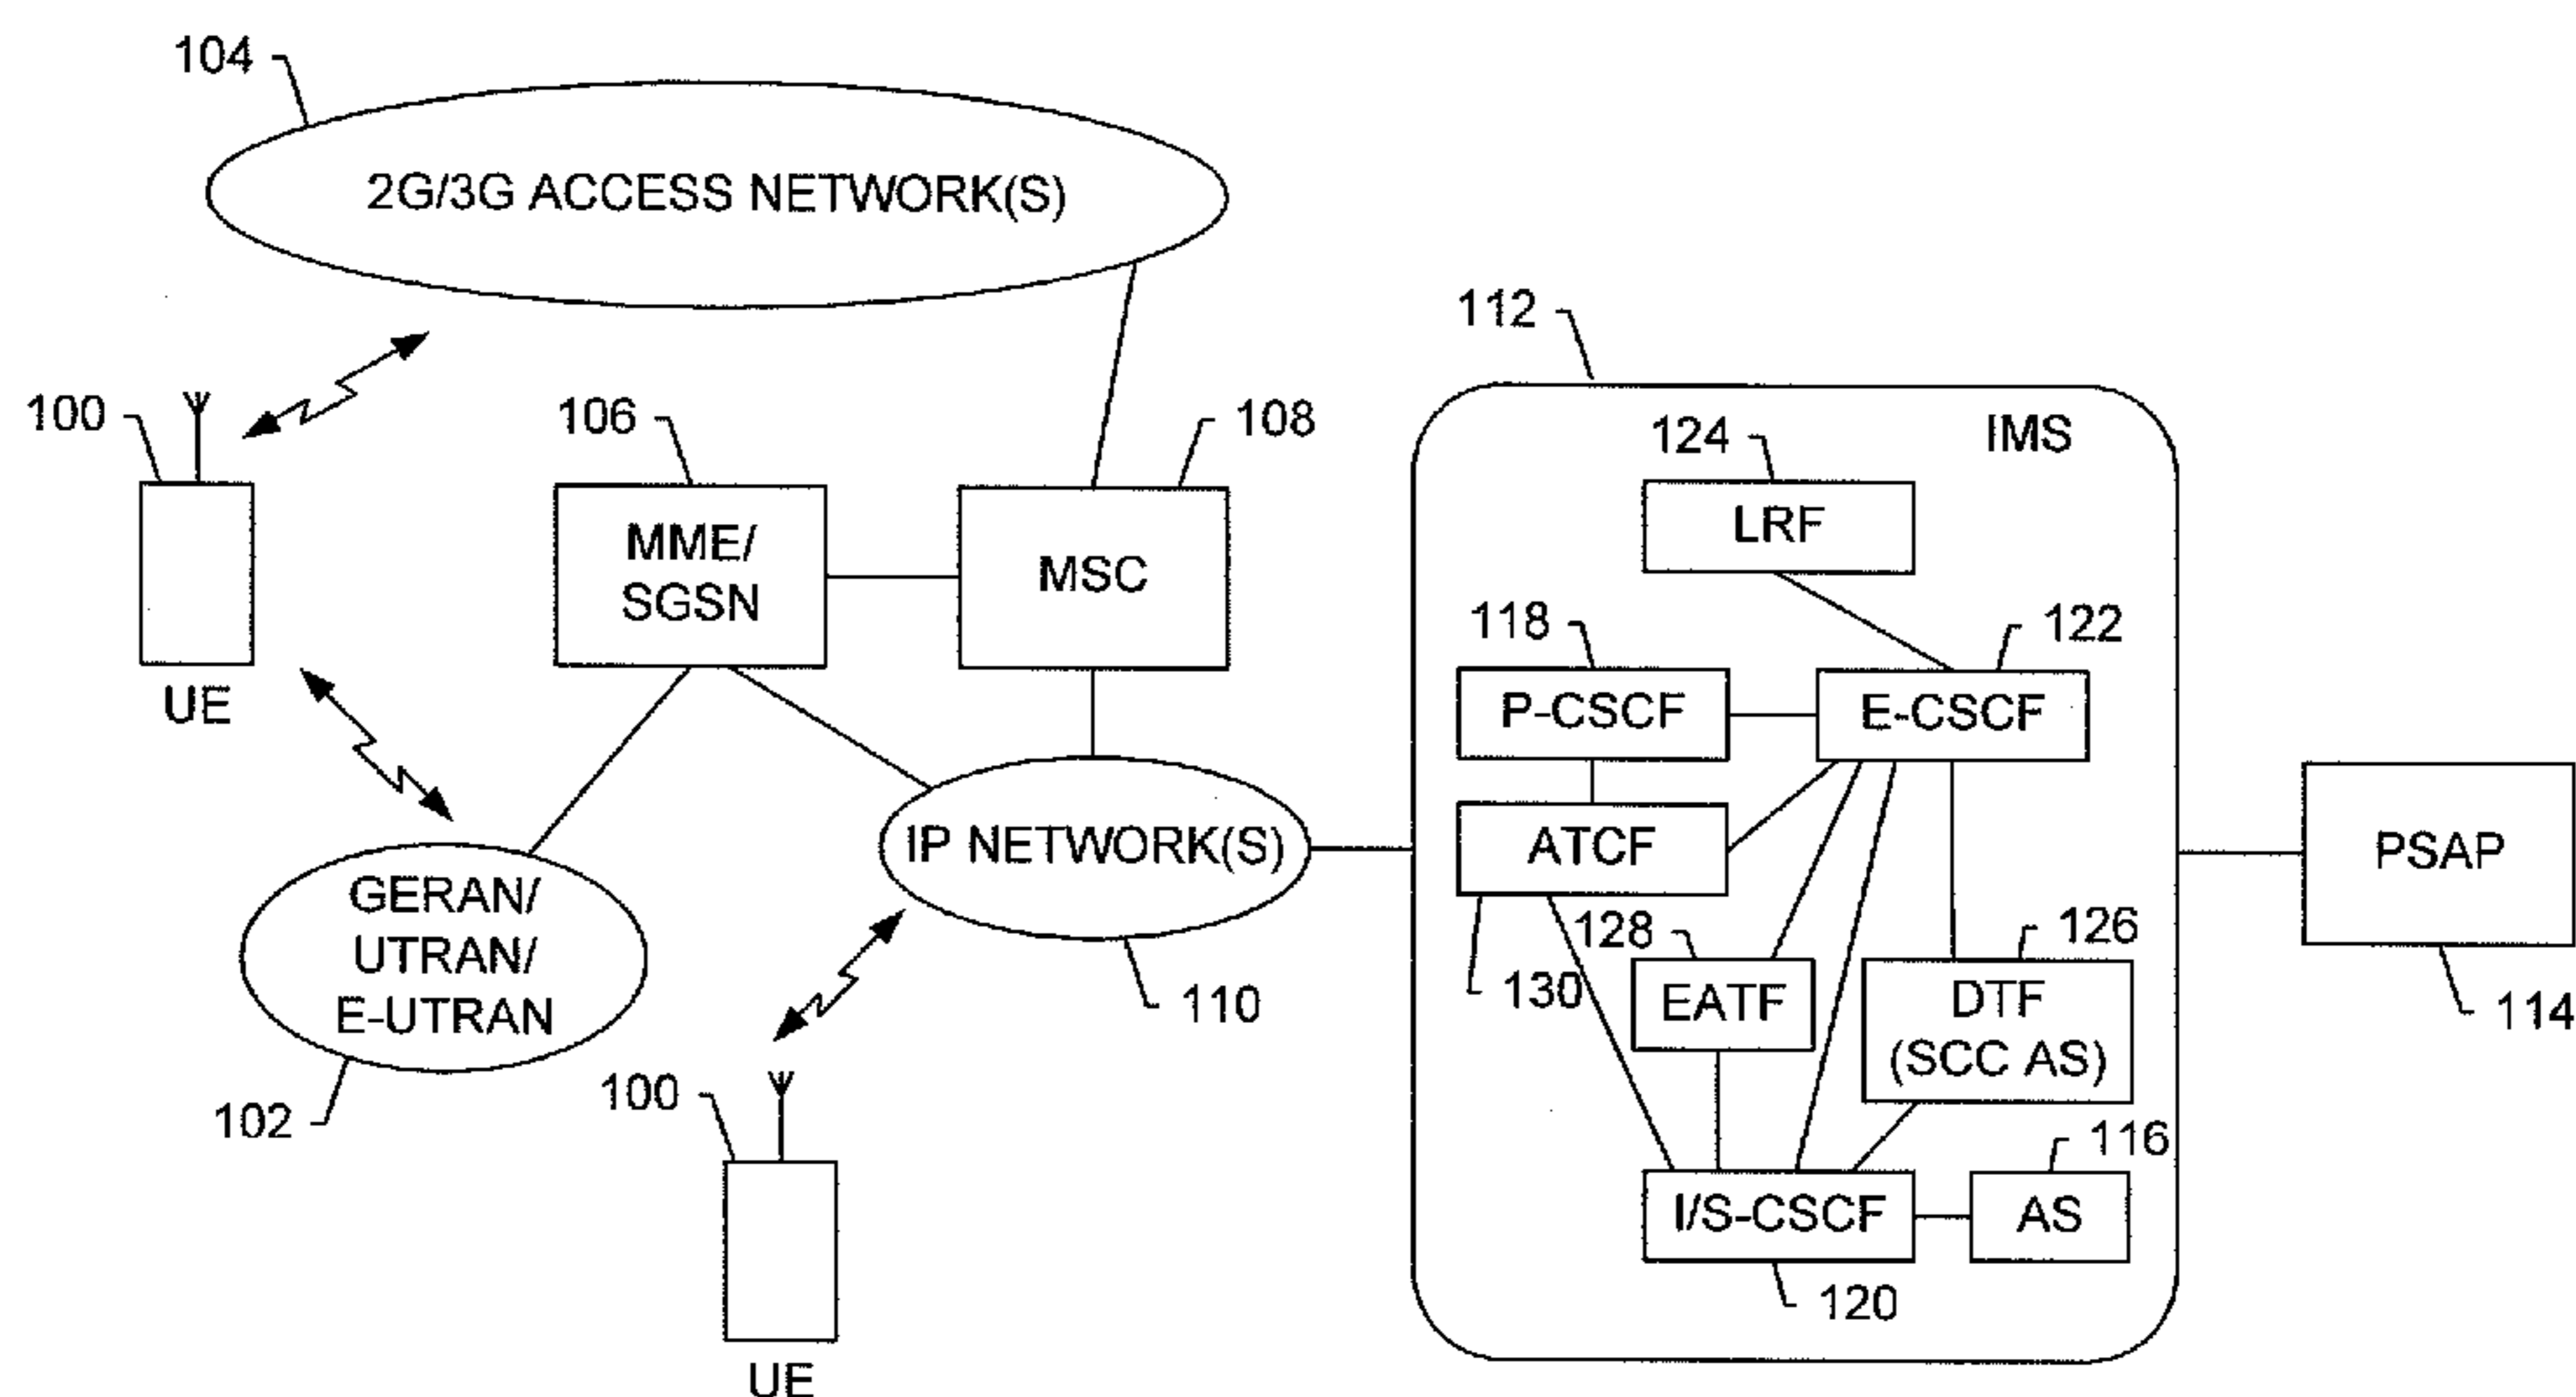 104
2G/3G ACCESS NETWORK(S)
112
100
106
108
124
IMS
MME/
SGSN
MSC
LRF
UE
118
122
P-CSCF
E-CSCF
IP NETWORK(S)
ATCF
PSAP
GERAN/
UTRAN/
E-UTRAN
128
126
130
EATF
DTF
(SCC AS)
110
114
102
100
116
I/S-CSCF
AS
120
UE